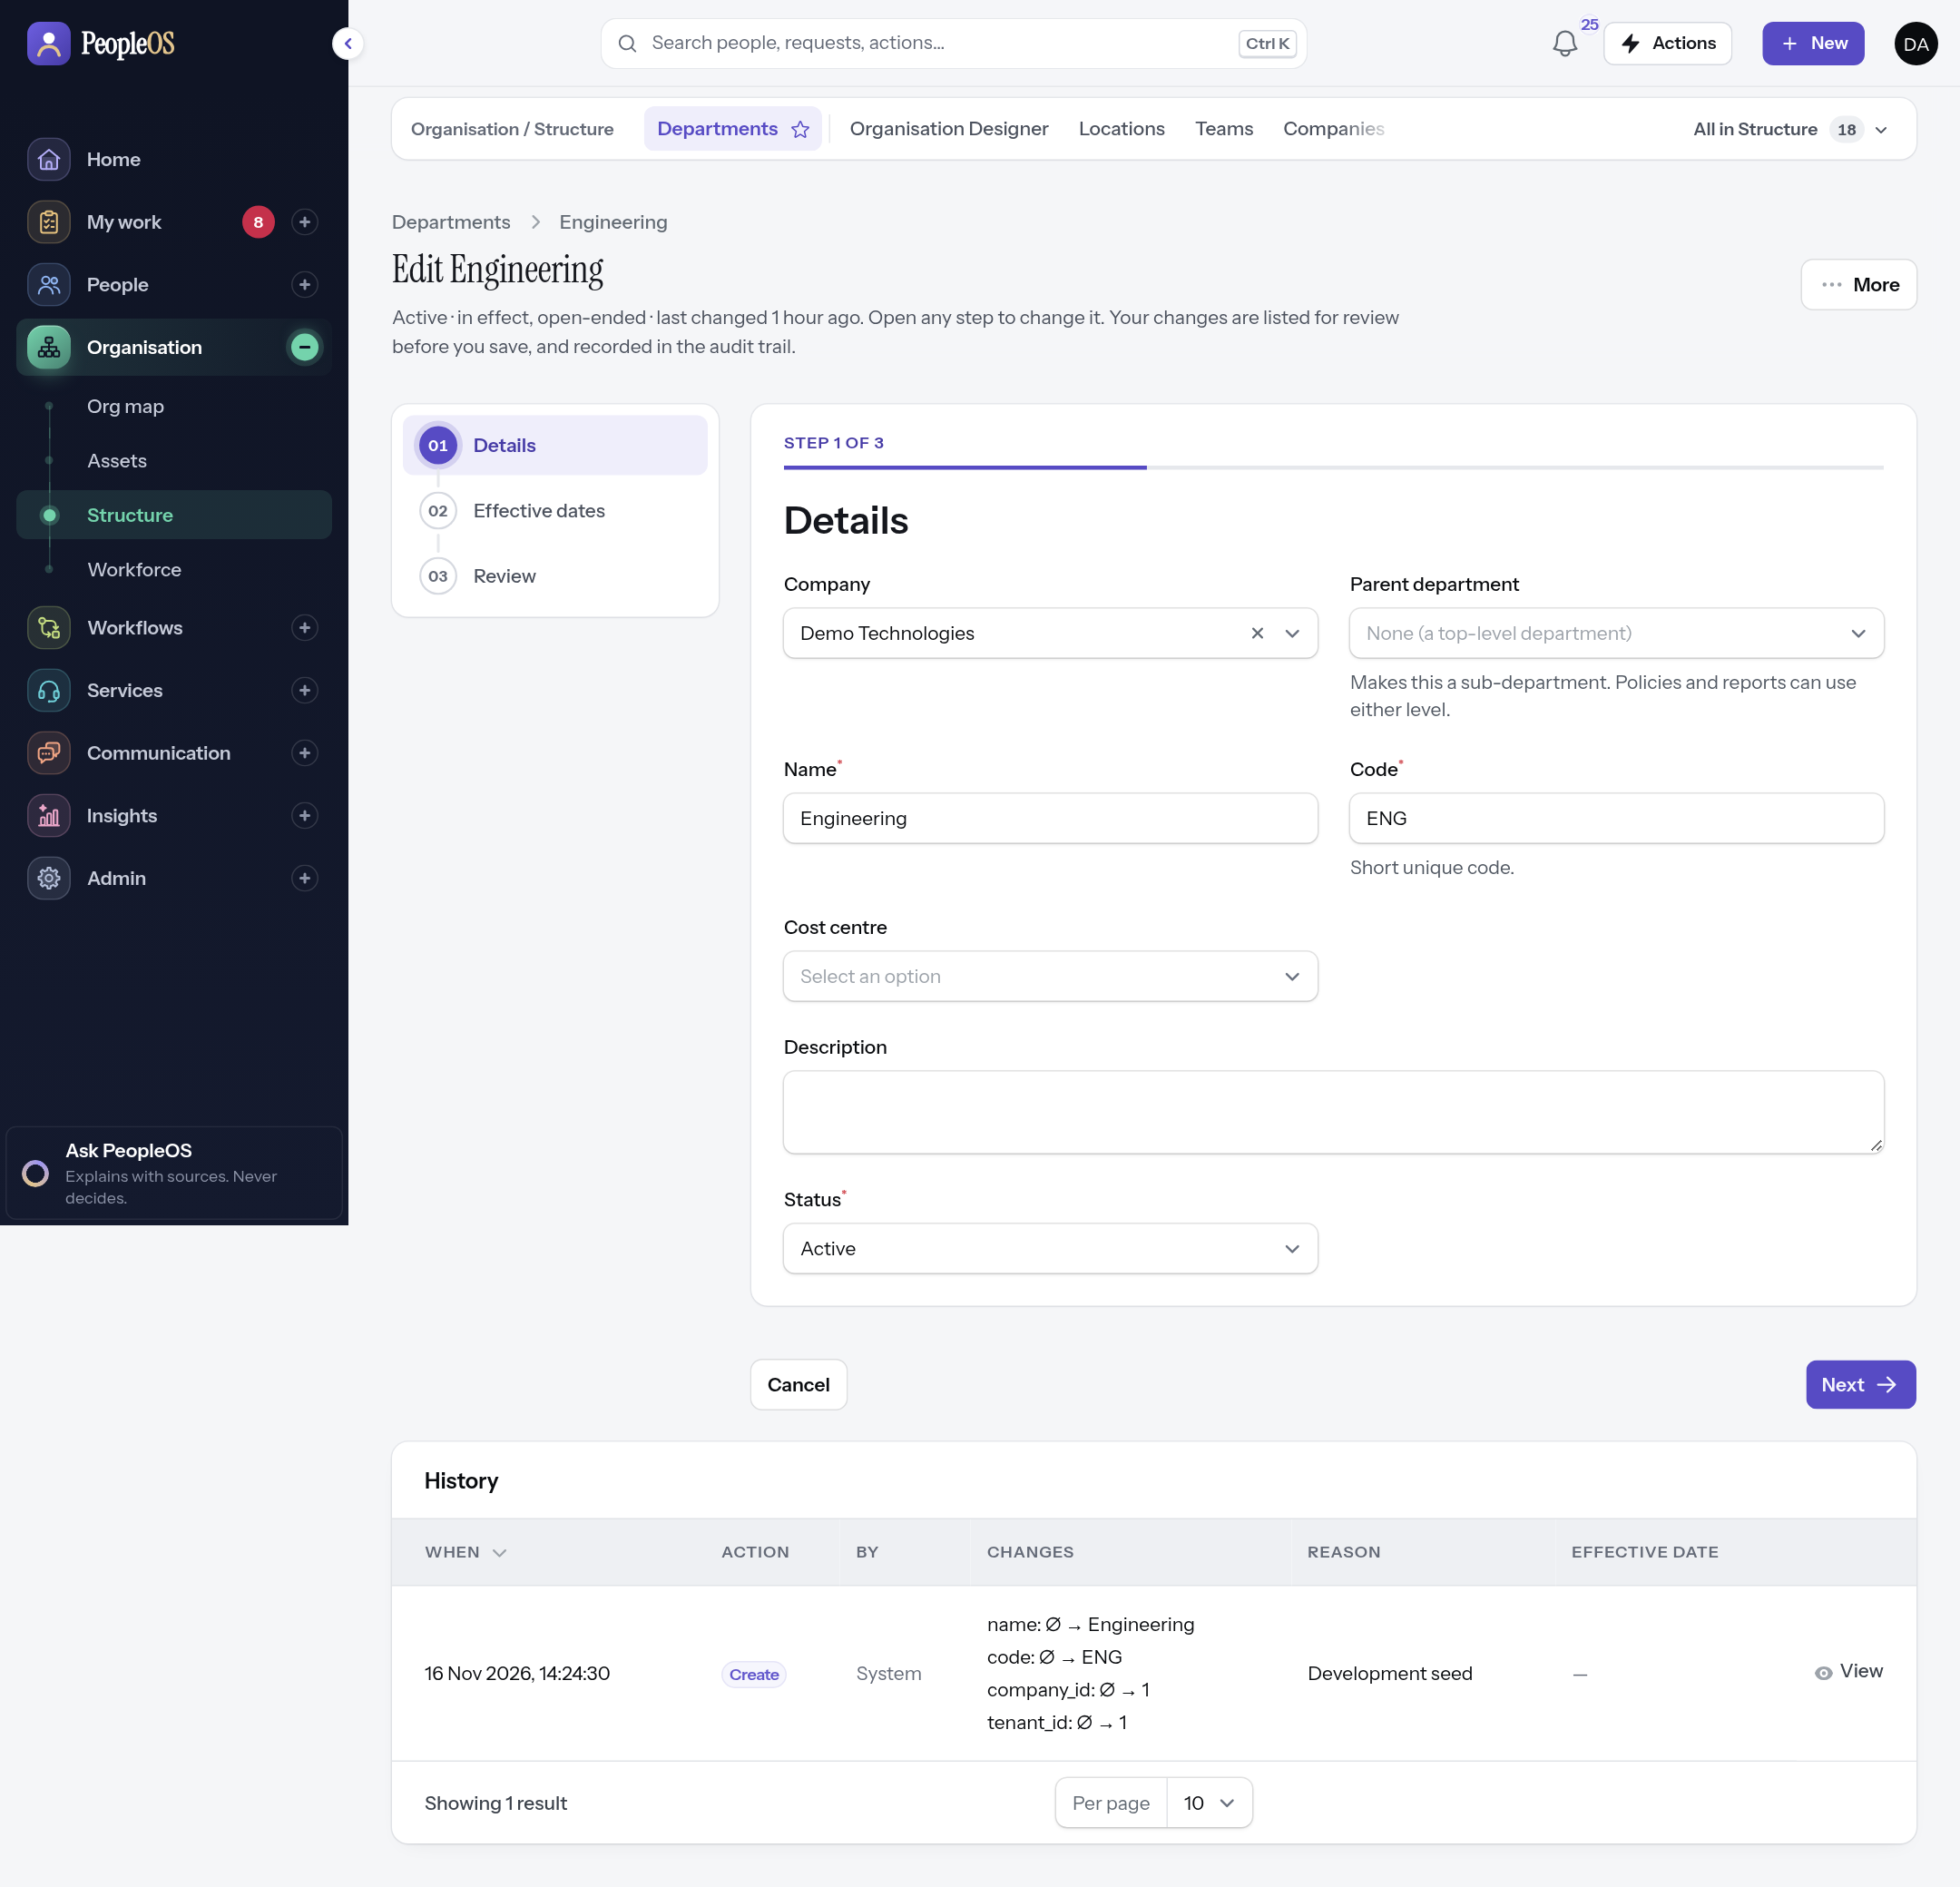 PeopleOS
Search people, requests, actions...
Ctrl K
25
Actions
New
DA
Home
My work
8
People
Organisation
Org map
Assets
Structure
Workforce
Workflows
Services
Communication
Insights
Admin
Ask PeopleOS
Explains with sources. Never
decides.
Organisation / Structure
Departments
Organisation Designer
Locations
Teams
Companies
All in Structure
18
Departments
Engineering
Edit Engineering
Active · in effect, open-ended · last changed 1 hour ago. Open any step to change it. Your changes are listed for review
before you save, and recorded in the audit trail.
More
01
Details
02
Effective dates
03
Review
STEP 1 OF 3
Details
Company
Demo Technologies
Parent department
None (a top-level department)
Makes this a sub-department. Policies and reports can use
either level.
Name*
Engineering
Code*
ENG
Short unique code.
Cost centre
Select an option
Description
Status*
Active
Cancel
Next
History
WHEN
ACTION
BY
CHANGES
REASON
EFFECTIVE DATE
16 Nov 2026, 14:24:30
Create
System
name: ∅ → Engineering
code: ∅ → ENG
company_id: ∅ → 1
tenant_id: ∅ → 1
Development seed
—
View
Showing 1 result
Per page
10